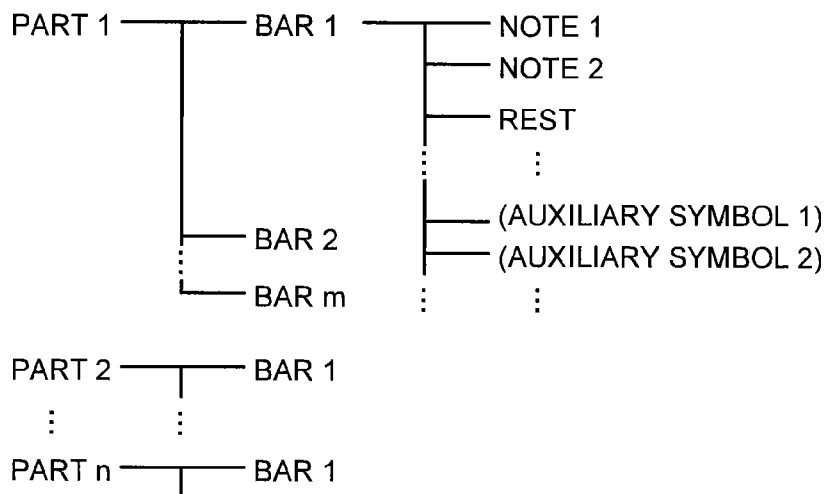 PART 1 BAR 1 NOTE 1
NOTE 2
REST
(AUXILIARY SYMBOL 1)
BAR 2 (AUXILIARY SYMBOL 2)
BAR m
PART 2 BAR 1
PART n BAR 1